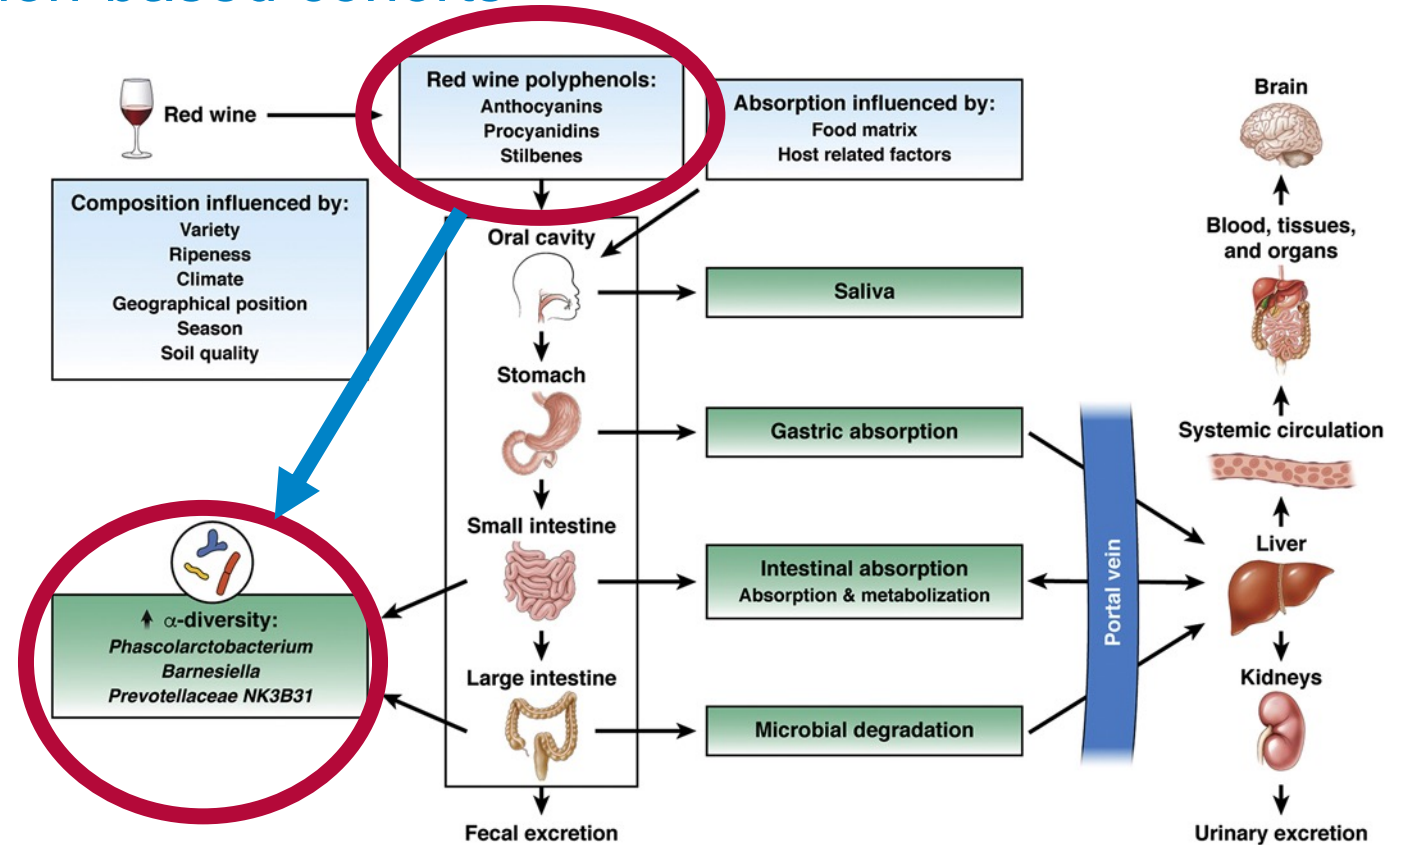 based cohorts
Red wine
Red wine polyphenols:
Anthocyanins
Procyanidins
Stilbenes
Absorption influenced by:
Food matrix
Host related factors
Composition influenced by:
Variety
Ripeness
Climate
Geographical position
Season
Soil quality
Oral cavity
Saliva
Stomach
Gastric absorption
Small intestine
Intestinal absorption
Absorption & metabolization
Large intestine
Microbial degradation
Fecal excretion
↑ α-diversity:
Phascolarctobacterium
Barnesiella
Prevotellaceae NK3B31
Portal vein
Brain
Blood, tissues,
and organs
Systemic circulation
Liver
Kidneys
Urinary excretion